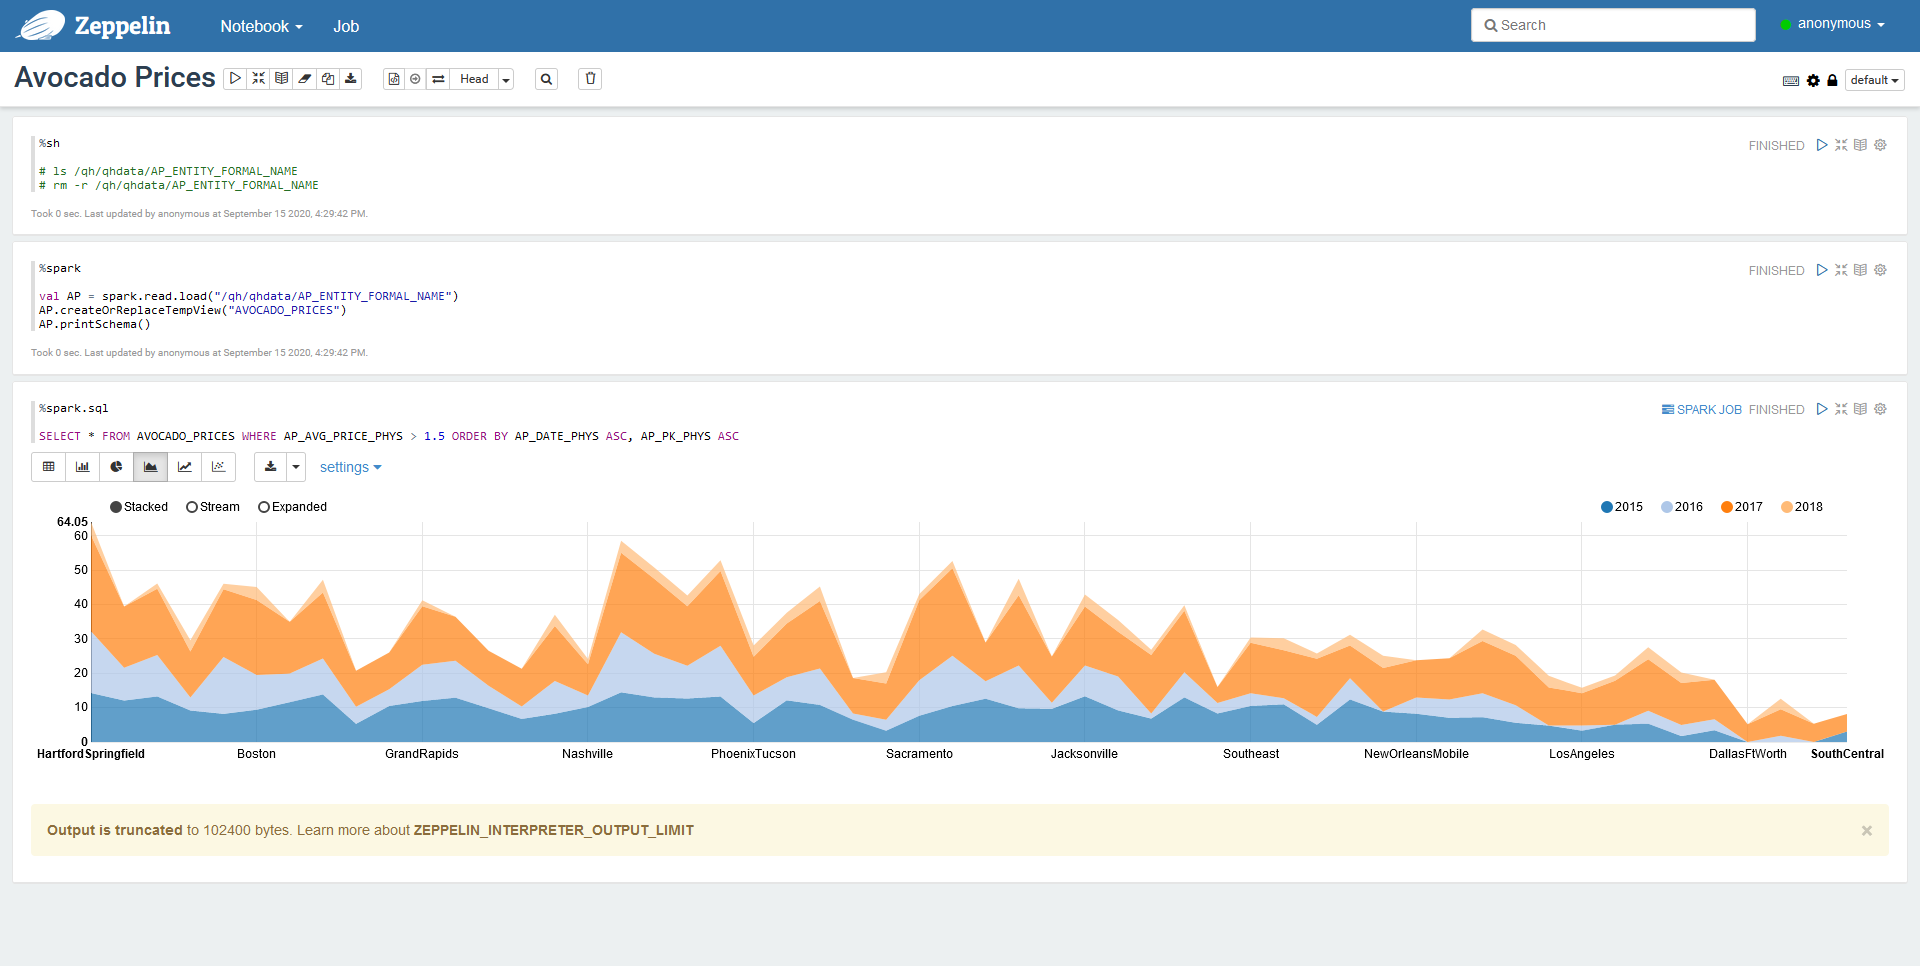 Zeppelin Notebook Job Search anonymous
Avocado Prices Head default
%sh FINISHED
# ls /qh/qhdata/AP_ENTITY_FORMAL_NAME
# rm -r /qh/qhdata/AP_ENTITY_FORMAL_NAME
Took 0 sec. Last updated by anonymous at September 15 2020, 4:29:42 PM.
%spark FINISHED
val AP = spark.read.load("/qh/qhdata/AP_ENTITY_FORMAL_NAME")
AP.createOrReplaceTempView("AVOCADO_PRICES")
AP.printSchema()
Took 0 sec. Last updated by anonymous at September 15 2020, 4:29:42 PM.
%spark.sql SPARK JOB FINISHED
SELECT * FROM AVOCADO_PRICES WHERE AP_AVG_PRICE_PHYS > 1.5 ORDER BY AP_DATE_PHYS ASC, AP_PK_PHYS ASC
settings
Stacked Stream Expanded 2015 2016 2017 2018
64.05
60
50
40
30
20
10
0
HartfordSpringfield Boston GrandRapids Nashville PhoenixTucson Sacramento Jacksonville Southeast NewOrleansMobile LosAngeles DallasFtWorth SouthCentral
Output is truncated to 102400 bytes. Learn more about ZEPPELIN_INTERPRETER_OUTPUT_LIMIT ×